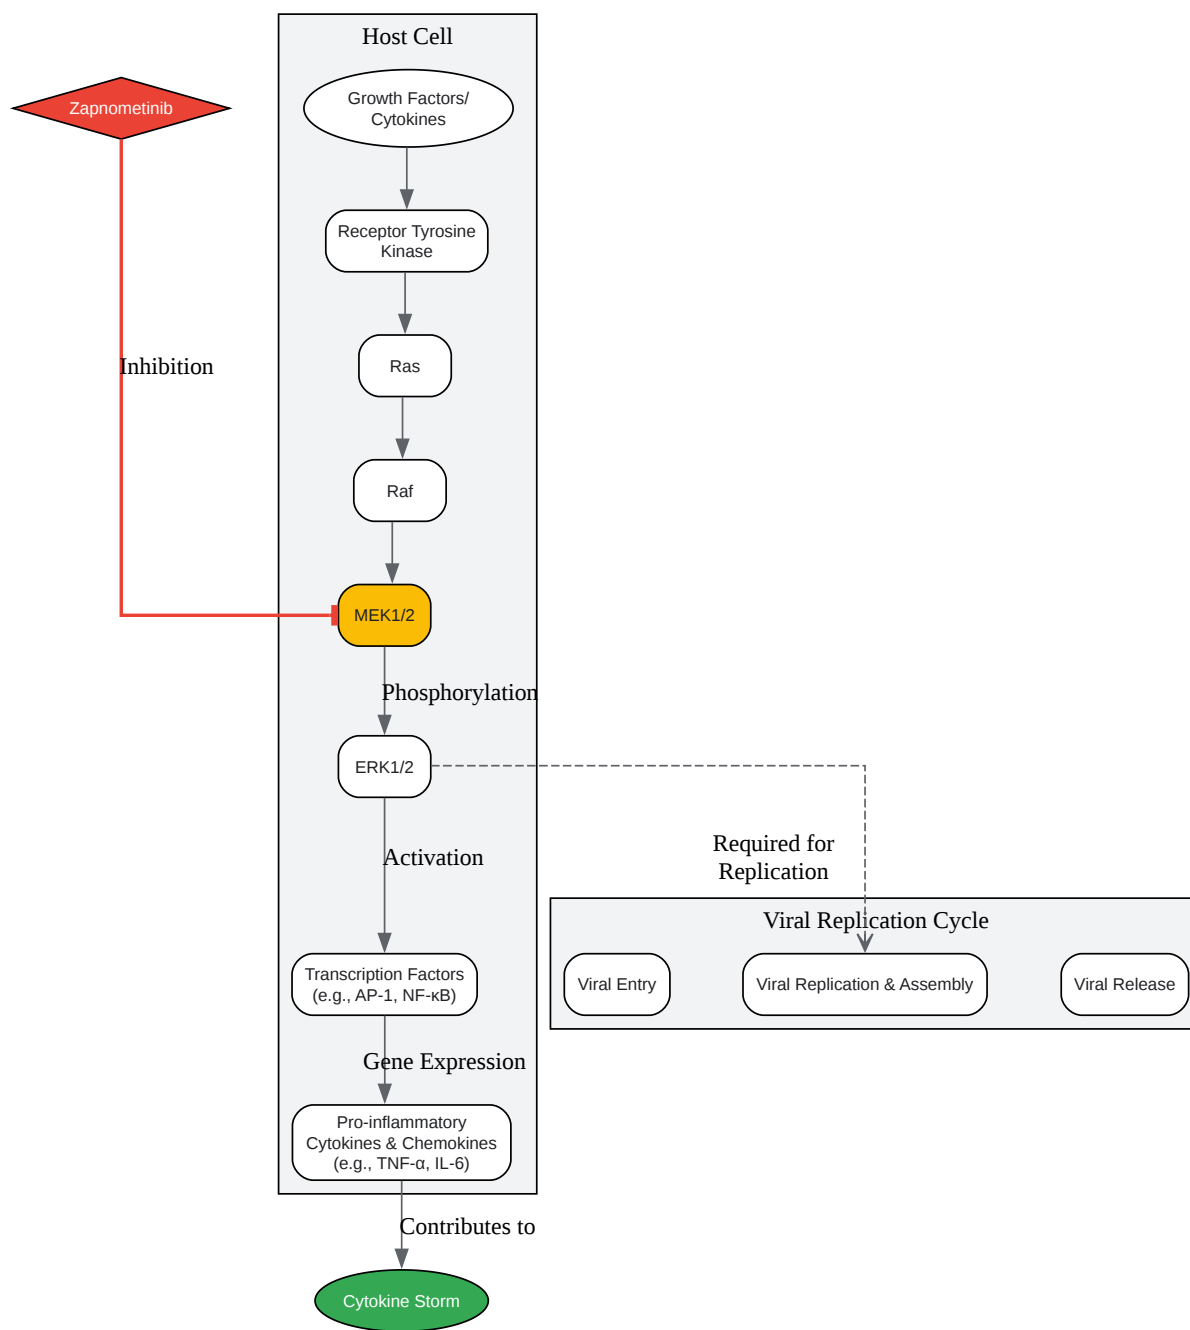 Host Cell
Zapnometinib
Growth Factors/
Cytokines
Receptor Tyrosine
Kinase
Inhibition
Ras
Raf
MEK1/2
Phosphorylation
ERK1/2
Activation
Required for
Replication
Viral Replication Cycle
Transcription Factors
(e.g., AP-1, NF-κB)
Viral Entry
Viral Replication & Assembly
Viral Release
Gene Expression
Pro-inflammatory
Cytokines & Chemokines
(e.g., TNF-α, IL-6)
Contributes to
Cytokine Storm